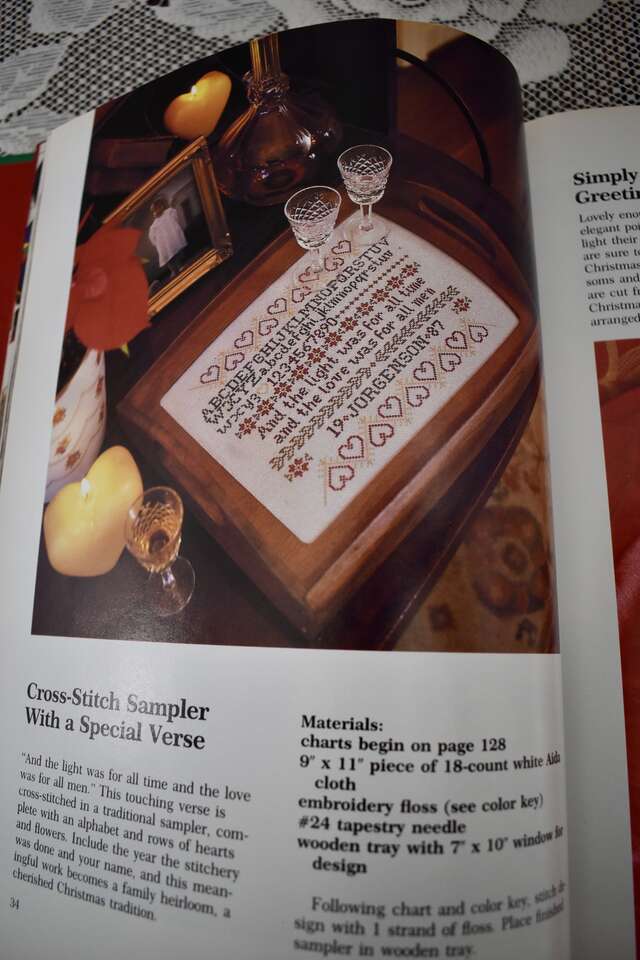 ABCDEFGHIJKLMNOPQRSTUV
WXYZabcdefghijklmnopqrstuv
wxyz 1234567890
And the light was for all time
and the love was for all men
19 JORGENSON 87
Cross-Stitch Sampler
With a Special Verse
"And the light was for all time and the love
was for all men." This touching verse is
cross-stitched in a traditional sampler, com-
plete with an alphabet and rows of hearts
and flowers. Include the year the stitchery
was done and your name, and this mean-
ingful work becomes a family heirloom, a
cherished Christmas tradition.
34
Materials:
charts begin on page 128
9" x 11" piece of 18-count white Aida
cloth
embroidery floss (see color key)
#24 tapestry needle
wooden tray with 7" x 10" window for
design
Following chart and color key, stitch de-
sign with 1 strand of floss. Place finished
sampler in wooden tray.
Simply
Lovely
elegant
light their
are sure
Christmas
soms and
are cut
Christmas
arranged